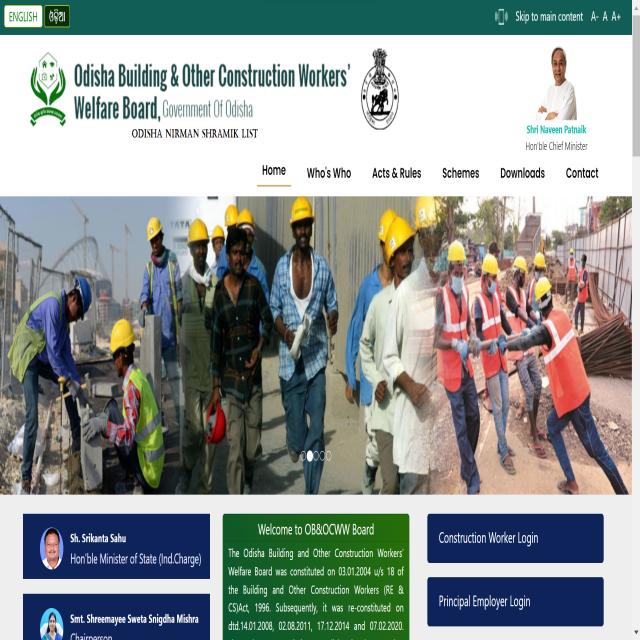 ENGLISH ଓଡ଼ିଆ Skip to main content A- A A+
Odisha Building & Other Construction Workers'
Welfare Board, Government Of Odisha
ODISHA NIRMAN SHRAMIK LIST
Shri Naveen Patnaik
Hon'ble Chief Minister
Home Who's Who Acts & Rules Schemes Downloads Contact
Sh. Srikanta Sahu
Hon'ble Minister of State (Ind.Charge)
Smt. Shreemayee Sweta Snigdha Mishra
Chairperson
Welcome to OB&OCWW Board
The Odisha Building and Other Construction Workers'
Welfare Board was constituted on 03.01.2004 u/s 18 of
the Building and Other Construction Workers (RE &
CS)Act, 1996. Subsequently, it was re-constituted on
dtd.14.01.2008, 02.08.2011, 17.12.2014 and 07.02.2020.
Construction Worker Login
Principal Employer Login